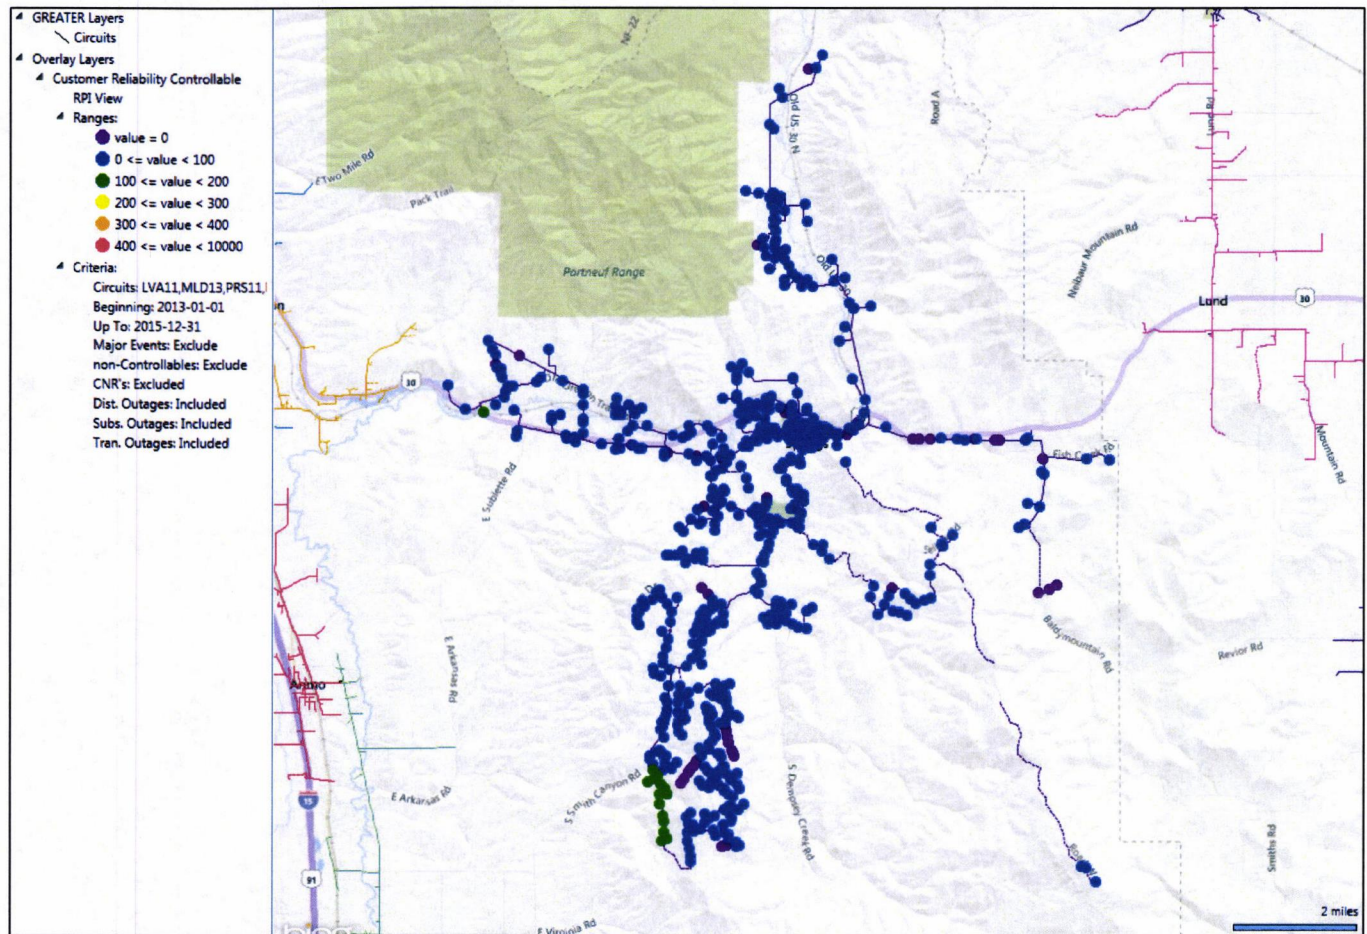 GREATER Layers
Circuits
Overlay Layers
Customer Reliability Controllable
RPI View
Ranges:
value = 0
0 <= value < 100
100 <= value < 200
200 <= value < 300
300 <= value < 400
400 <= value < 10000
Criteria:
Circuits: LVA11,MLD13,PRS11,
Beginning: 2013-01-01
Up To: 2015-12-31
Major Events: Exclude
non-Controllables: Exclude
CNR's: Excluded
Dist. Outages: Included
Subs. Outages: Included
Tran. Outages: Included
NF-22
Old US-30 N
Road A
Lund Rd
E Two Mile Rd
Pack Trail
Portneuf Range
Neibaur Mountain Rd
Lund
30
30
Fish Creek Rd
Mountain Rd
E Sublette Rd
Baldymountain Rd
Revior Rd
E Arkansas Rd
Arimo
S Smith Canyon Rd
E Arkansas Rd
S Dempsey Creek Rd
15
91
Smiths Rd
E Virginia Rd
2 miles
bing